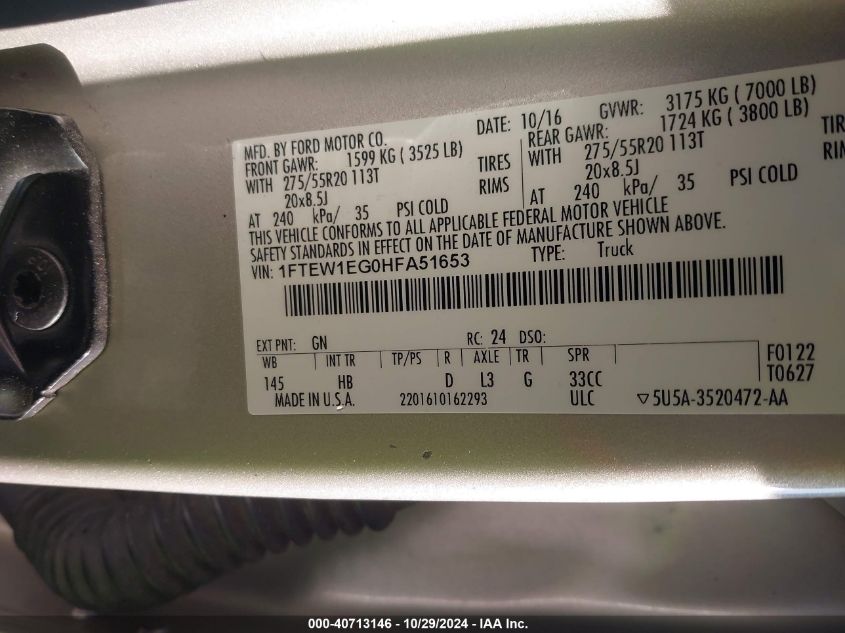 MFD. BY FORD MOTOR CO.
DATE: 10/16 GVWR: 3175 KG ( 7000 LB)
FRONT GAWR: 1599 KG ( 3525 LB) REAR GAWR: 1724 KG ( 3800 LB)
WITH 275/55R20 113T TIRES WITH 275/55R20 113T TIR
20x8.5J RIMS 20x8.5J RIM
AT 240 kPa/ 35 PSI COLD AT 240 kPa/ 35 PSI COLD
THIS VEHICLE CONFORMS TO ALL APPLICABLE FEDERAL MOTOR VEHICLE
SAFETY STANDARDS IN EFFECT ON THE DATE OF MANUFACTURE SHOWN ABOVE.
VIN: 1FTEW1EG0HFA51653 TYPE: Truck
EXT PNT: GN RC: 24 DSO:
WB INT TR TP/PS R AXLE TR SPR F0122
145 HB D L3 G 33CC T0627
MADE IN U.S.A. 2201610162293 ULC ▽5U5A-3520472-AA
000-40713146 - 10/29/2024 - IAA Inc.